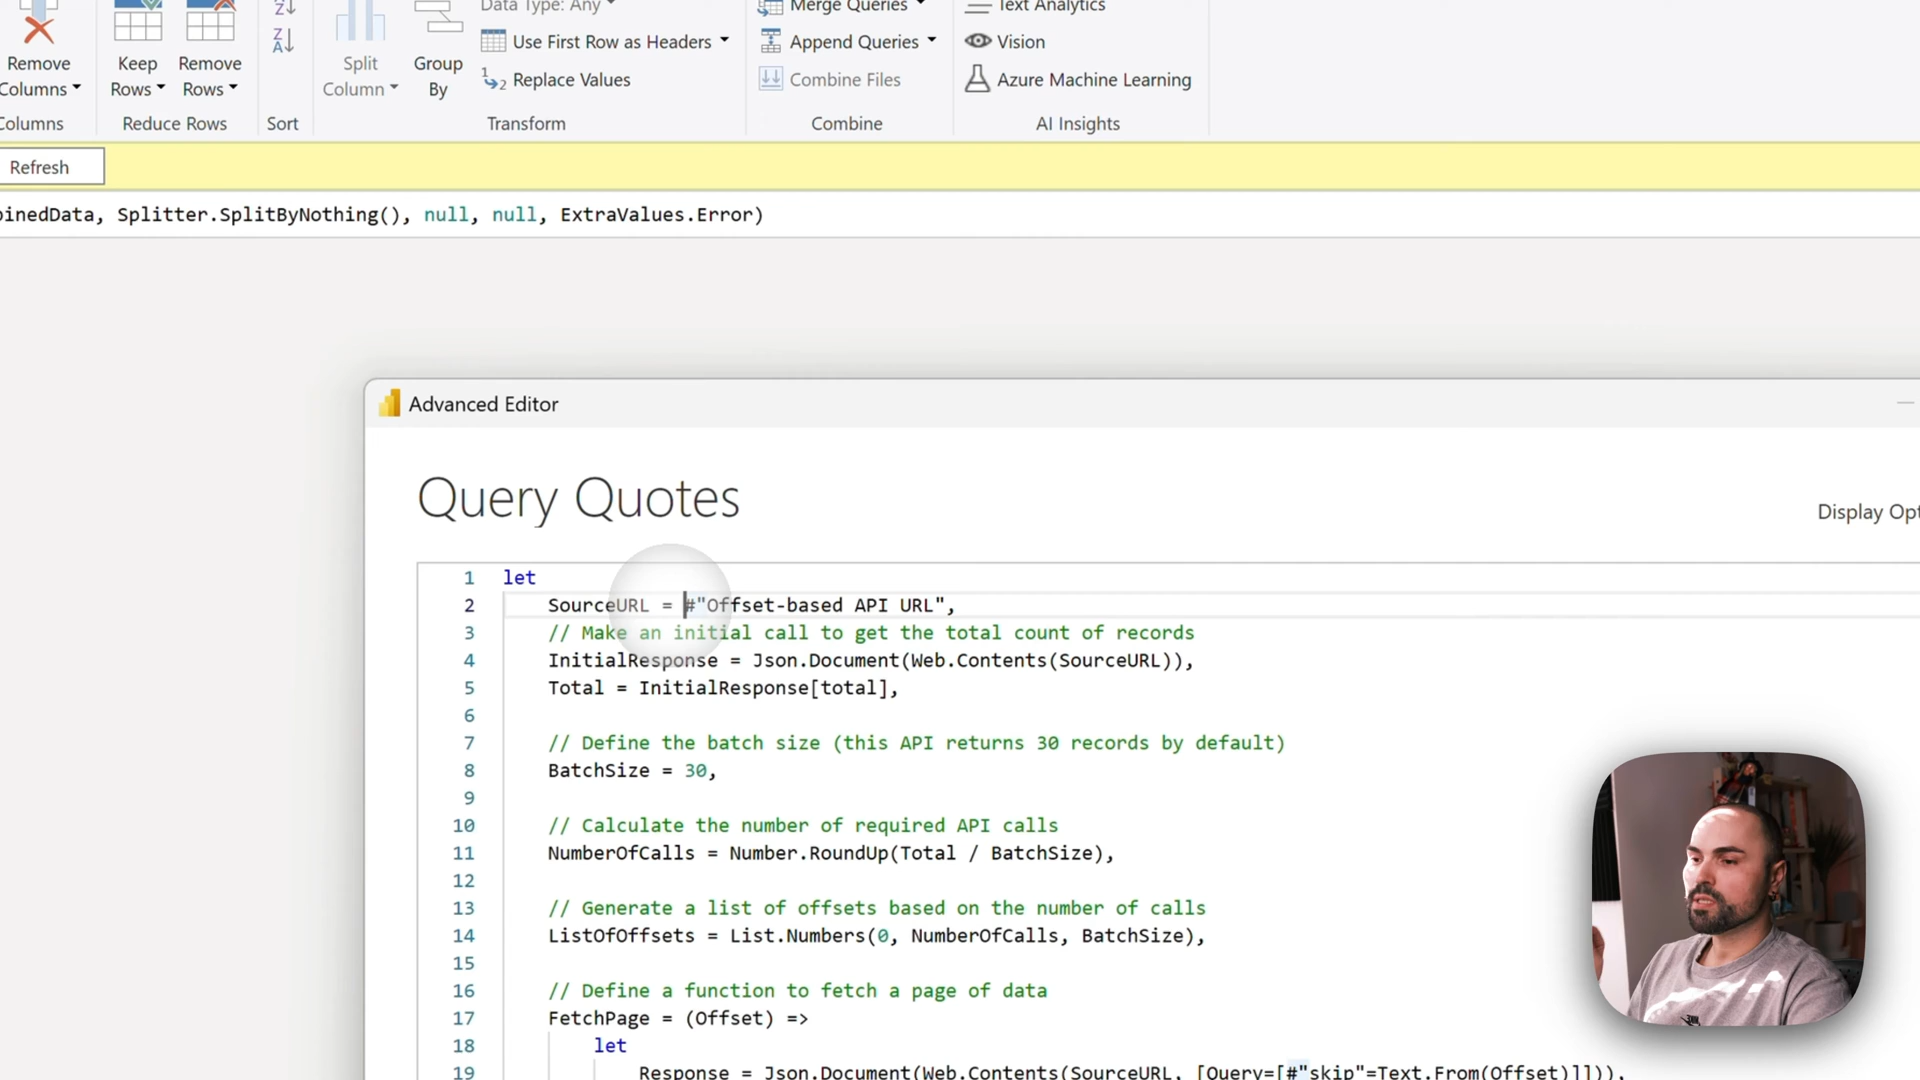 Data Type: Any
Merge Queries
Text Analytics
Use First Row as Headers
Append Queries
Vision
Remove Columns
Keep Rows
Remove Rows
Split Column
Group By
Replace Values
Combine Files
Azure Machine Learning
Columns
Reduce Rows
Sort
Transform
Combine
AI Insights
Refresh
inedData, Splitter.SplitByNothing(), null, null, ExtraValues.Error)
Advanced Editor
Query Quotes
Display Opt
1 let
2 SourceURL = #"Offset-based API URL",
3 // Make an initial call to get the total count of records
4 InitialResponse = Json.Document(Web.Contents(SourceURL)),
5 Total = InitialResponse[total],
6
7 // Define the batch size (this API returns 30 records by default)
8 BatchSize = 30,
9
10 // Calculate the number of required API calls
11 NumberOfCalls = Number.RoundUp(Total / BatchSize),
12
13 // Generate a list of offsets based on the number of calls
14 ListOfOffsets = List.Numbers(0, NumberOfCalls, BatchSize),
15
16 // Define a function to fetch a page of data
17 FetchPage = (Offset) =>
18 let
19 Response = Json.Document(Web.Contents(SourceURL, [Query=[#"skip"=Text.From(Offset)]])),